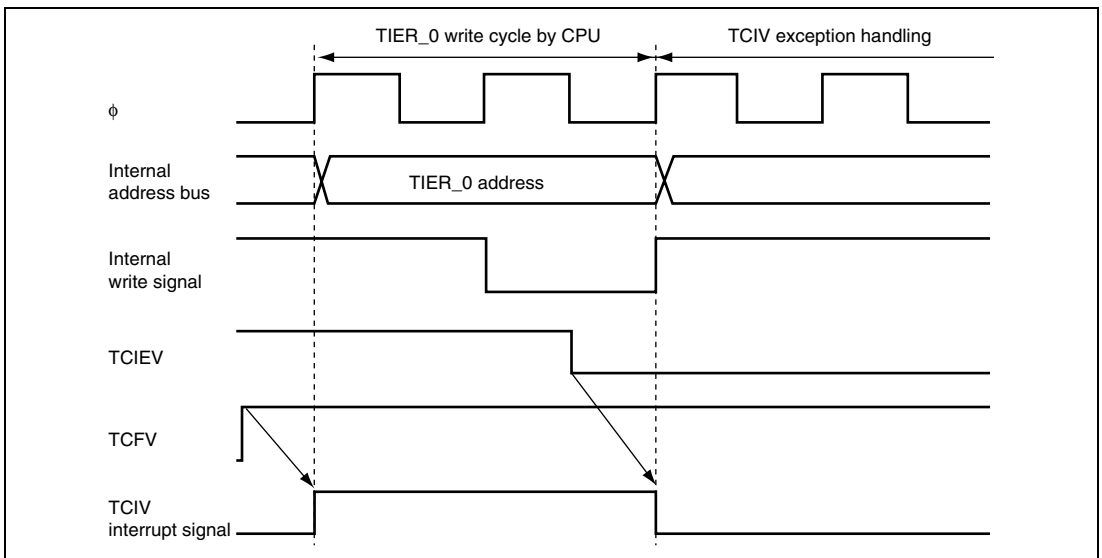 TIER_0 write cycle by CPU
TCIV exception handling
ϕ
Internal
address bus
TIER_0 address
Internal
write signal
TCIEV
TCFV
TCIV
interrupt signal